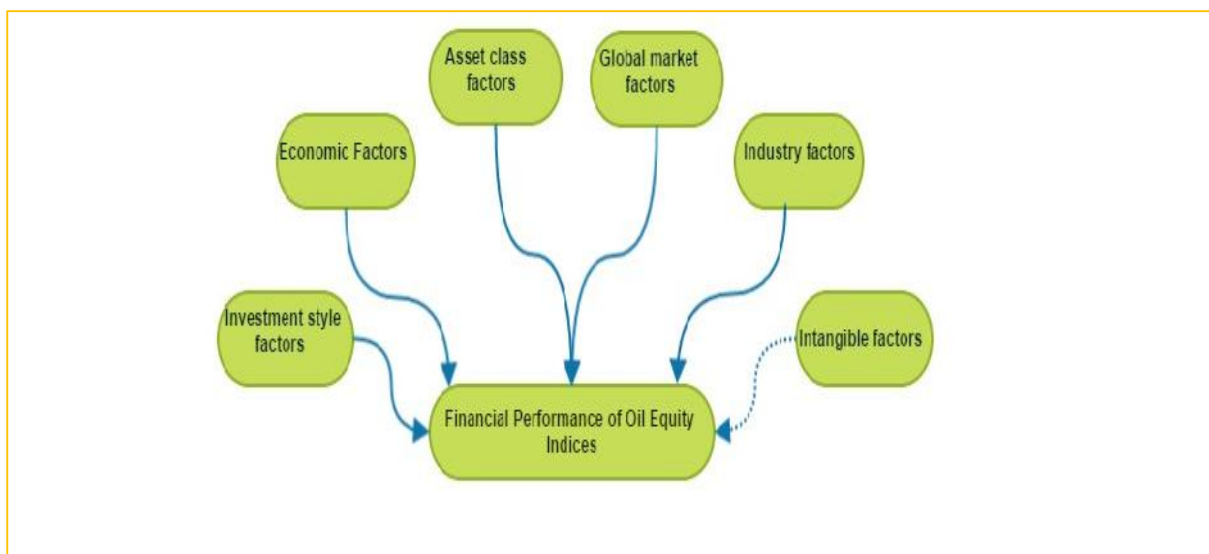 Asset class
factors
Global market
factors
Economic Factors
Industry factors
Investment style
factors
Intangible factors
Financial Performance of Oil Equity
Indices